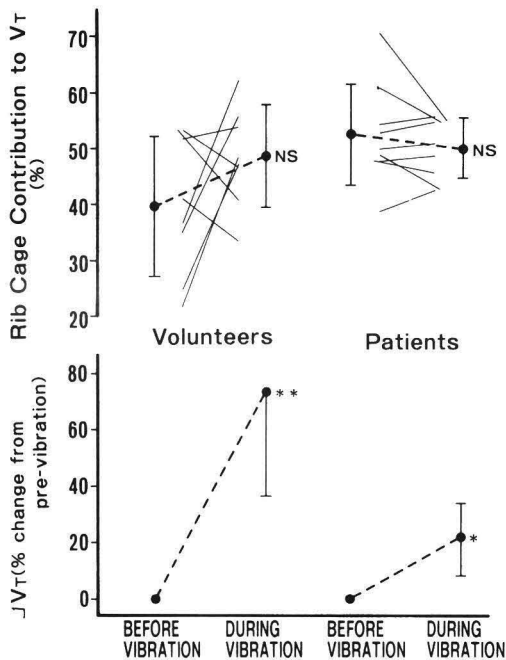 Rib Cage Contribution to VT
(%)
70
60
50
40
30
20
NS
NS
Volunteers
Patients
⅃VT(% change from
pre-vibration)
80
60
40
20
0
**
*
BEFORE
VIBRATION
DURING
VIBRATION
BEFORE
VIBRATION
DURING
VIBRATION